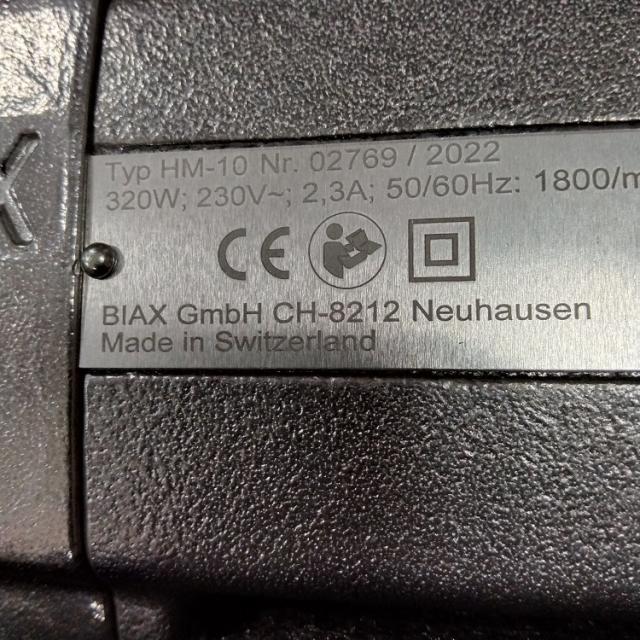 X
Typ HM-10 Nr. 02769 / 2022
320W; 230V~; 2,3A; 50/60Hz: 1800/m
CE
BIAX GmbH CH-8212 Neuhausen
Made in Switzerland